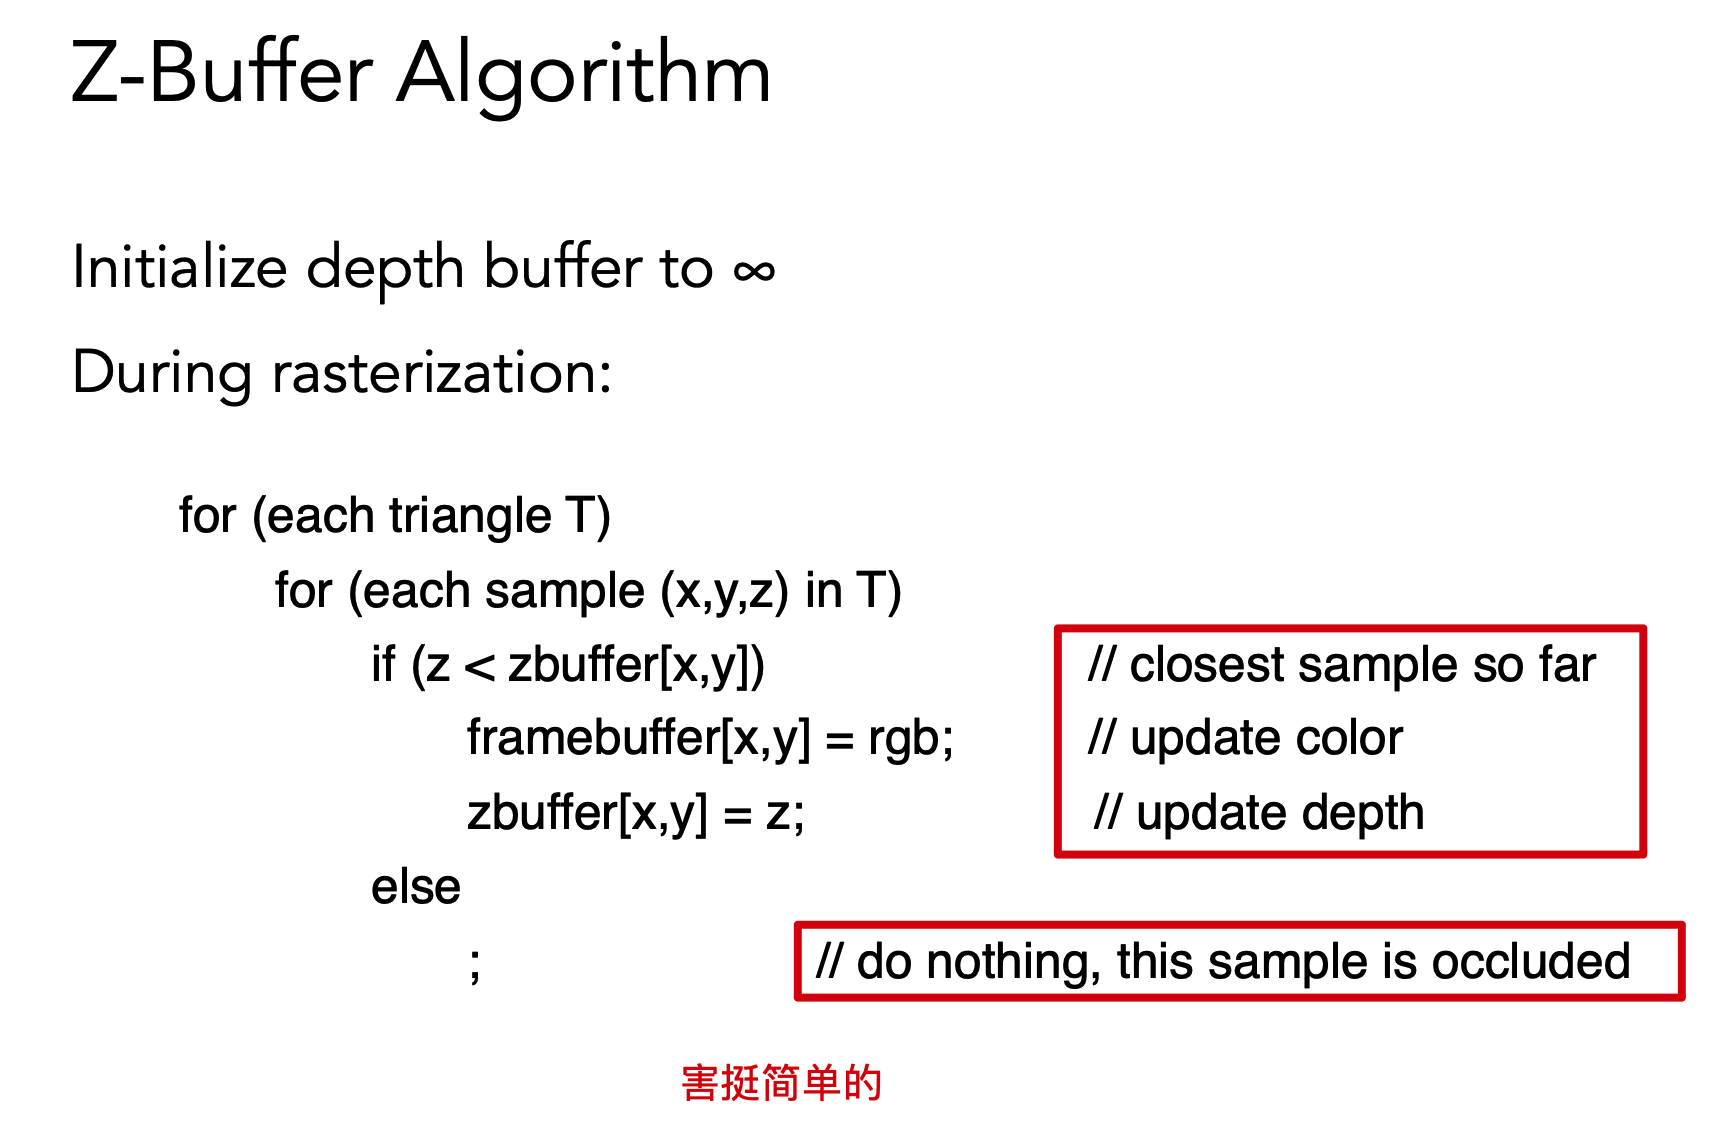 Z-Buffer Algorithm
Initialize depth buffer to ∞
During rasterization:
for (each triangle T)
for (each sample (x,y,z) in T)
if (z < zbuffer[x,y]) // closest sample so far
framebuffer[x,y] = rgb; // update color
zbuffer[x,y] = z; // update depth
else
; // do nothing, this sample is occluded
害挺简单的